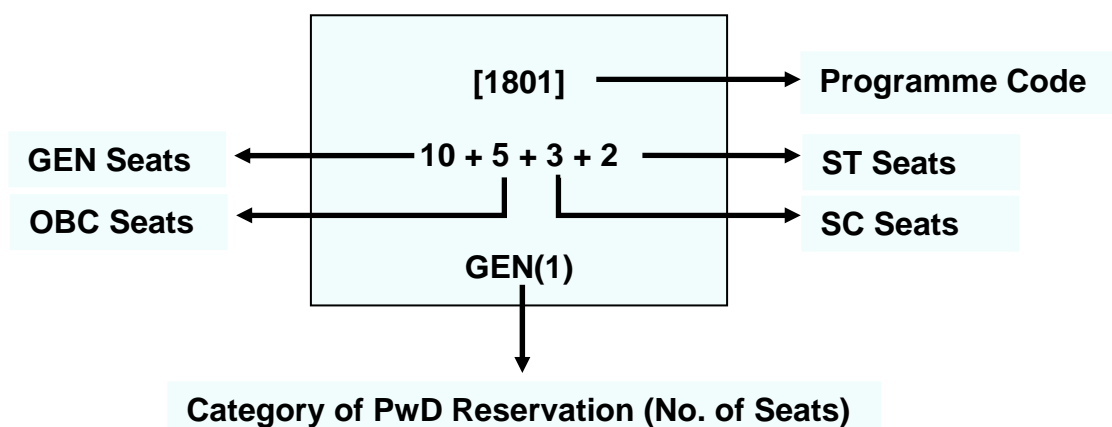 [1801]
Programme Code
GEN Seats
10 + 5 + 3 + 2
ST Seats
OBC Seats
SC Seats
GEN(1)
Category of PwD Reservation (No. of Seats)